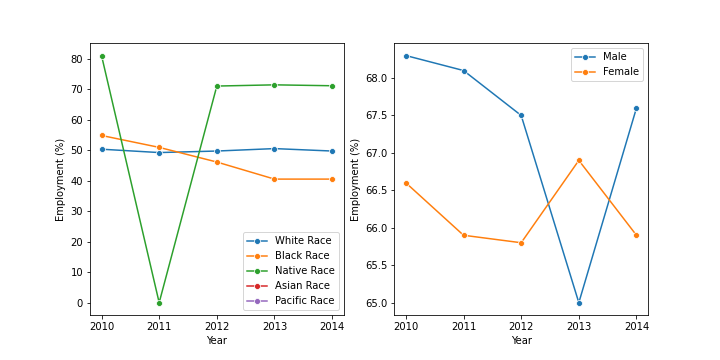 80
70
60
50
40
30
20
10
0
2010 2011 2012 2013 2014
Year
Employment (%)
White Race
Black Race
Native Race
Asian Race
Pacific Race
68.0
67.5
67.0
66.5
66.0
65.5
65.0
2010 2011 2012 2013 2014
Year
Employment (%)
Male
Female